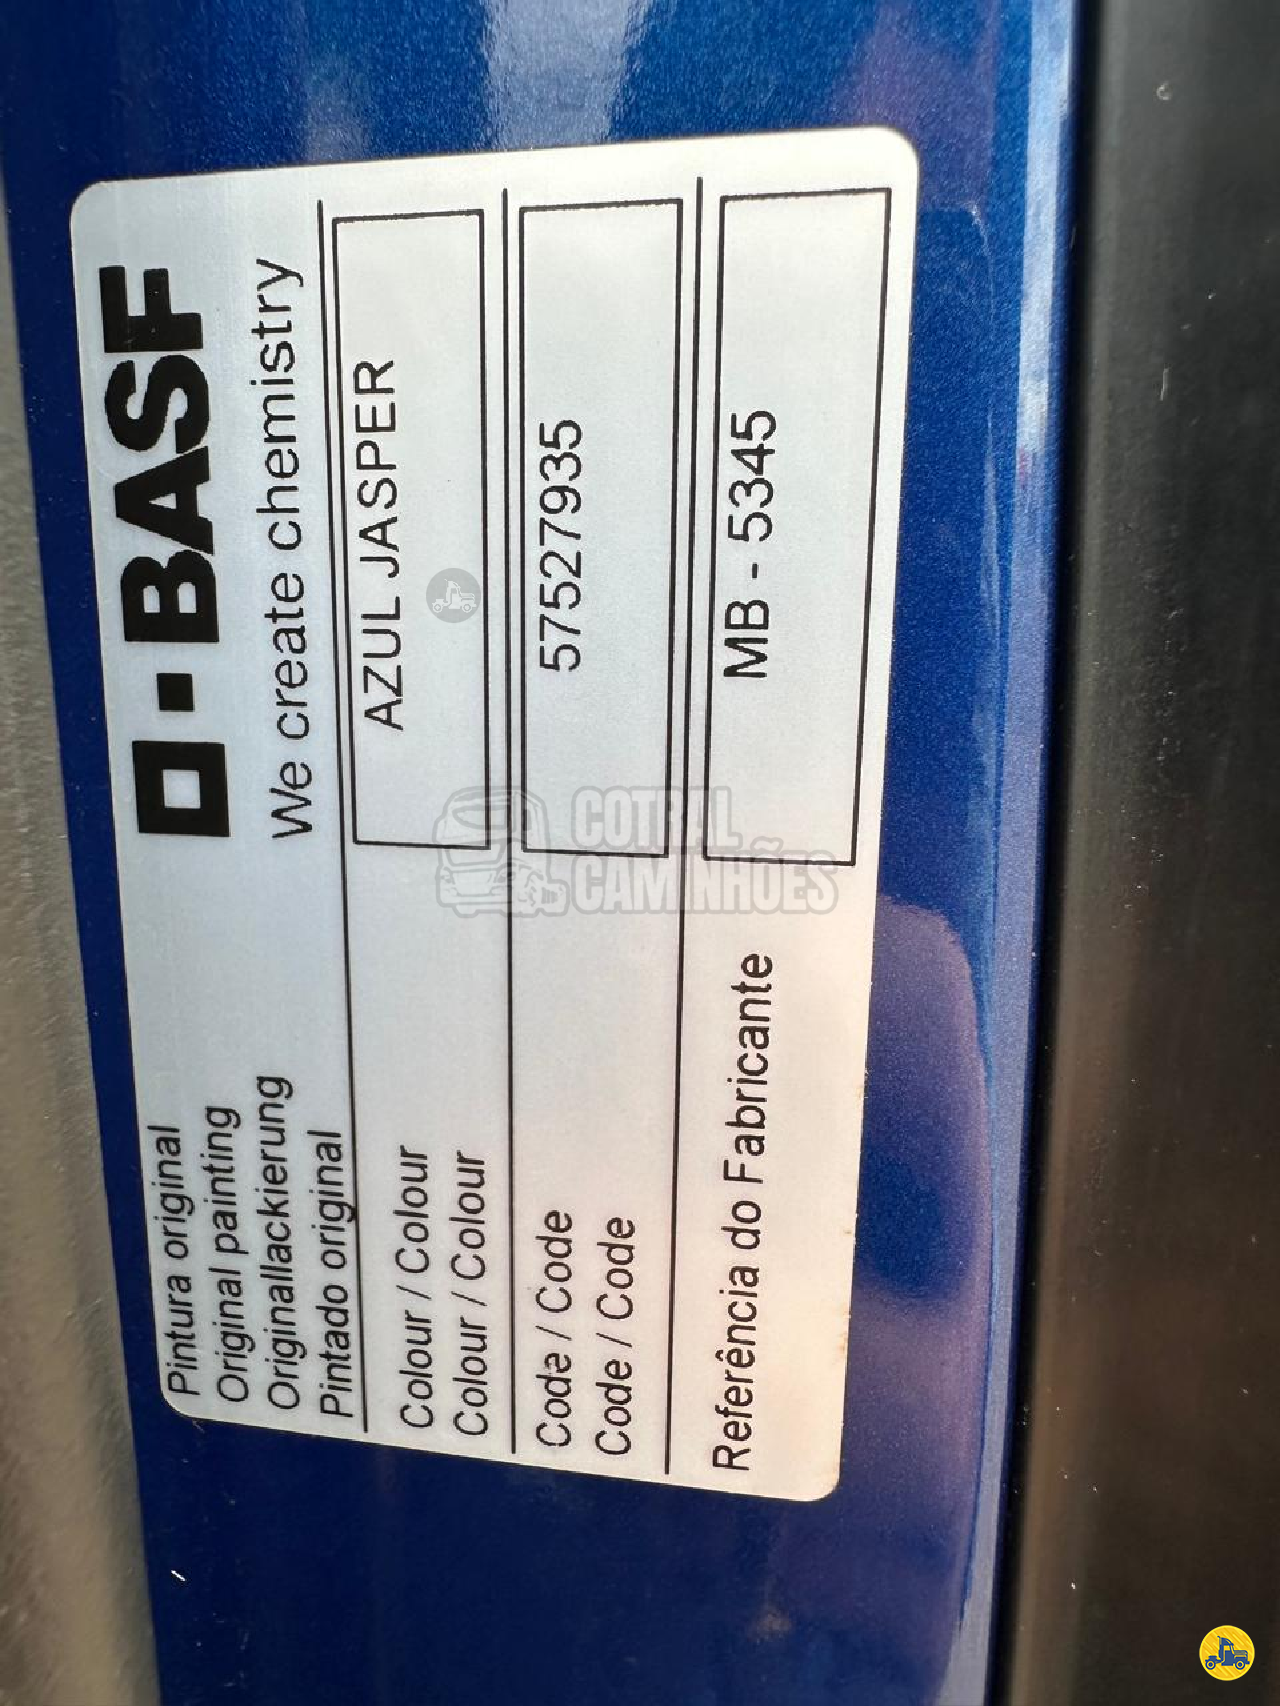 Pintura original
Original painting
Originallackierung
Pintado original
BASF
We create chemistry
Colour / Colour
Colour / Colour
AZUL JASPER
Code / Code
Code / Code
57527935
Referência do Fabricante
MB - 5345
COTRAL
CAMINHÕES